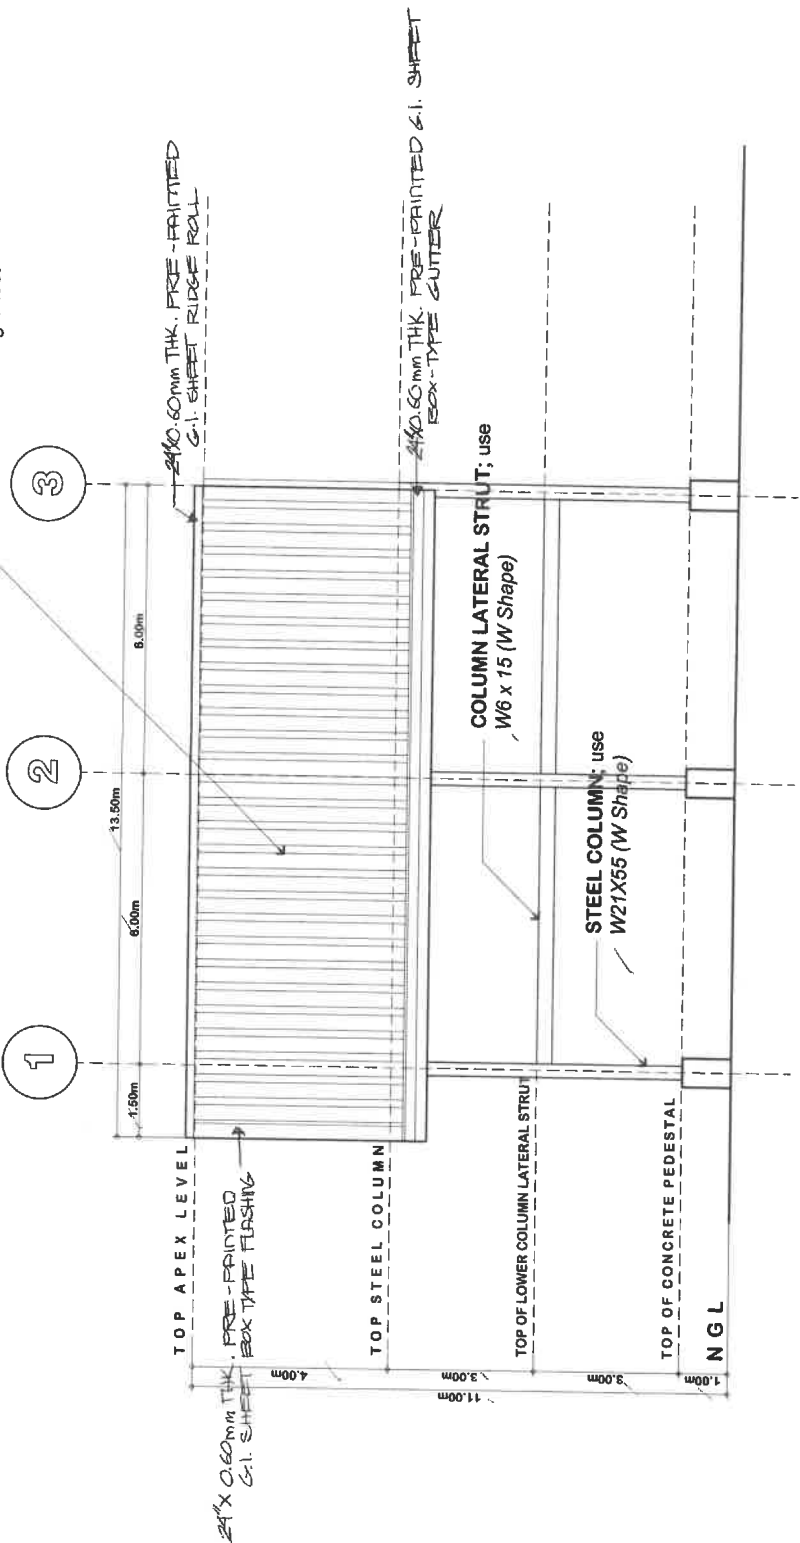 1
2
3
13.50m
1.50m
6.00m
6.00m
24"X0.60mm THK. PRE-PAINTED
G.I. SHEET RIDGE ROLL
TOP APEX LEVEL
24"X 0.60mm THK. PRE-PAINTED
G.I. SHEET BOX TYPE FLASHING
4.00m
TOP STEEL COLUMN
24"X0.60mm THK. PRE-PAINTED G.I. SHEET
BOX-TYPE GUTTER
COLUMN LATERAL STRUT; use
W6 x 15 (W Shape)
3.00m
11.00m
TOP OF LOWER COLUMN LATERAL STRUT
STEEL COLUMN; use
W21X55 (W Shape)
3.00m
TOP OF CONCRETE PEDESTAL
1.00m
NGL